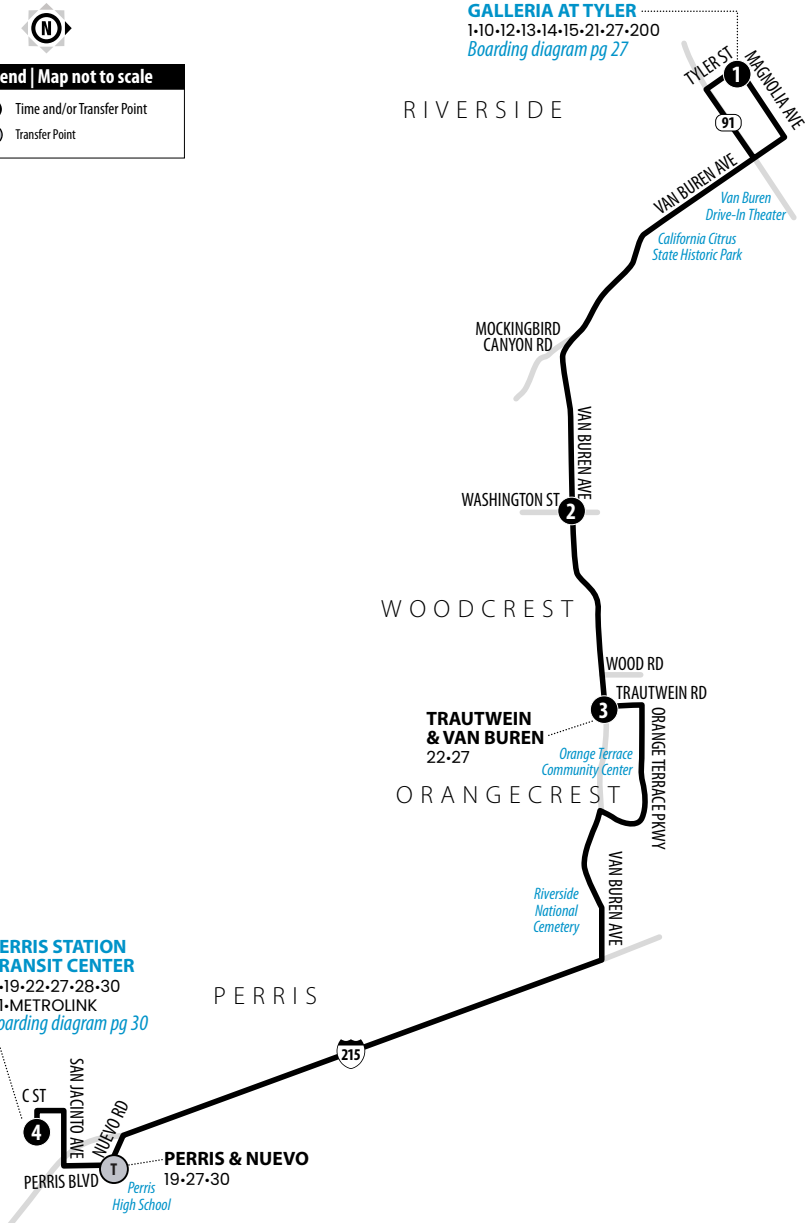 N
end | Map not to scale
Time and/or Transfer Point
Transfer Point
GALLERIA AT TYLER
1•10•12•13•14•15•21•27•200
Boarding diagram pg 27
TYLER ST
1
MAGNOLIA AVE
91
RIVERSIDE
VAN BUREN AVE
Van Buren
Drive-In Theater
California Citrus
State Historic Park
MOCKINGBIRD
CANYON RD
VAN BUREN AVE
WASHINGTON ST
2
WOODCREST
WOOD RD
3
TRAUTWEIN RD
TRAUTWEIN
& VAN BUREN
22•27
Orange Terrace
Community Center
ORANGE TERRACE PKWY
ORANGECREST
VAN BUREN AVE
Riverside
National
Cemetery
ERRIS STATION
RANSIT CENTER
•19•22•27•28•30
1•METROLINK
oarding diagram pg 30
PERRIS
215
C ST
SAN JACINTO AVE
NUEVO RD
4
PERRIS BLVD
T
PERRIS & NUEVO
19•27•30
Perris
High School